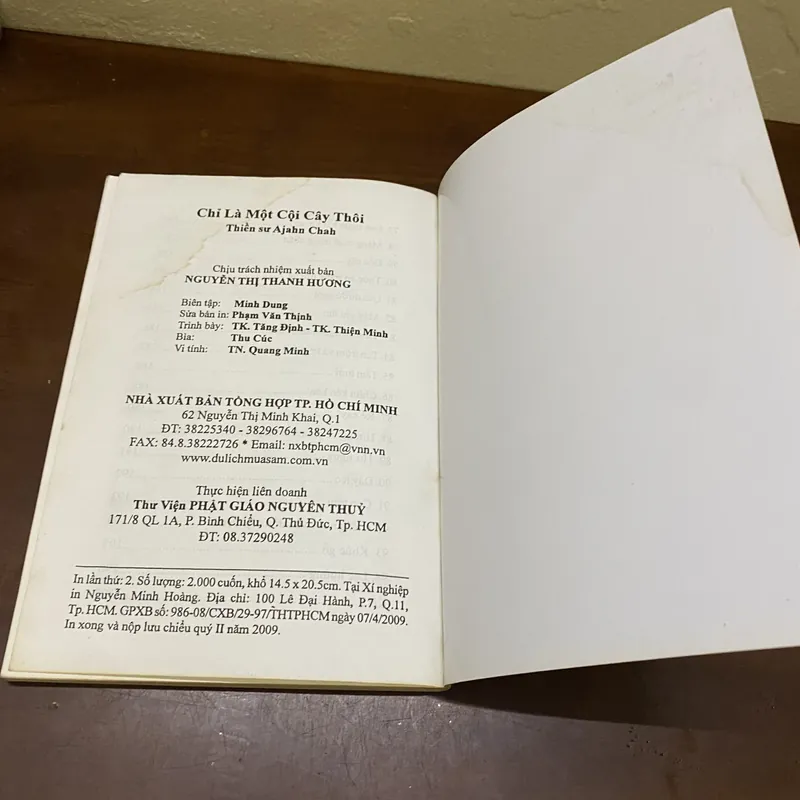 Chỉ Là Một Cội Cây Thôi
Thiền sư Ajahn Chah
Chịu trách nhiệm xuất bản
NGUYỄN THỊ THANH HƯƠNG
Biên tập: Minh Dung
Sửa bản in: Phạm Văn Thịnh
Trình bày: TK. Tăng Định - TK. Thiện Minh
Bìa: Thu Cúc
Vi tính: TN. Quang Minh
NHÀ XUẤT BẢN TỔNG HỢP TP. HỒ CHÍ MINH
62 Nguyễn Thị Minh Khai, Q.1
ĐT: 38225340 - 38296764 - 38247225
FAX: 84.8.38222726 * Email: nxbtphcm@vnn.vn
www.dulichmuasam.com.vn
Thực hiện liên doanh
Thư Viện PHẬT GIÁO NGUYÊN THUỶ
171/8 QL 1A, P. Bình Chiểu, Q. Thủ Đức, Tp. HCM
ĐT: 08.37290248
In lần thứ: 2. Số lượng: 2.000 cuốn, khổ 14.5 x 20.5cm. Tại Xí nghiệp
in Nguyễn Minh Hoàng. Địa chỉ: 100 Lê Đại Hành, P.7, Q.11,
Tp. HCM. GPXB số: 986-08/CXB/29-97/THTPHCM ngày 07/4/2009.
In xong và nộp lưu chiểu quý II năm 2009.